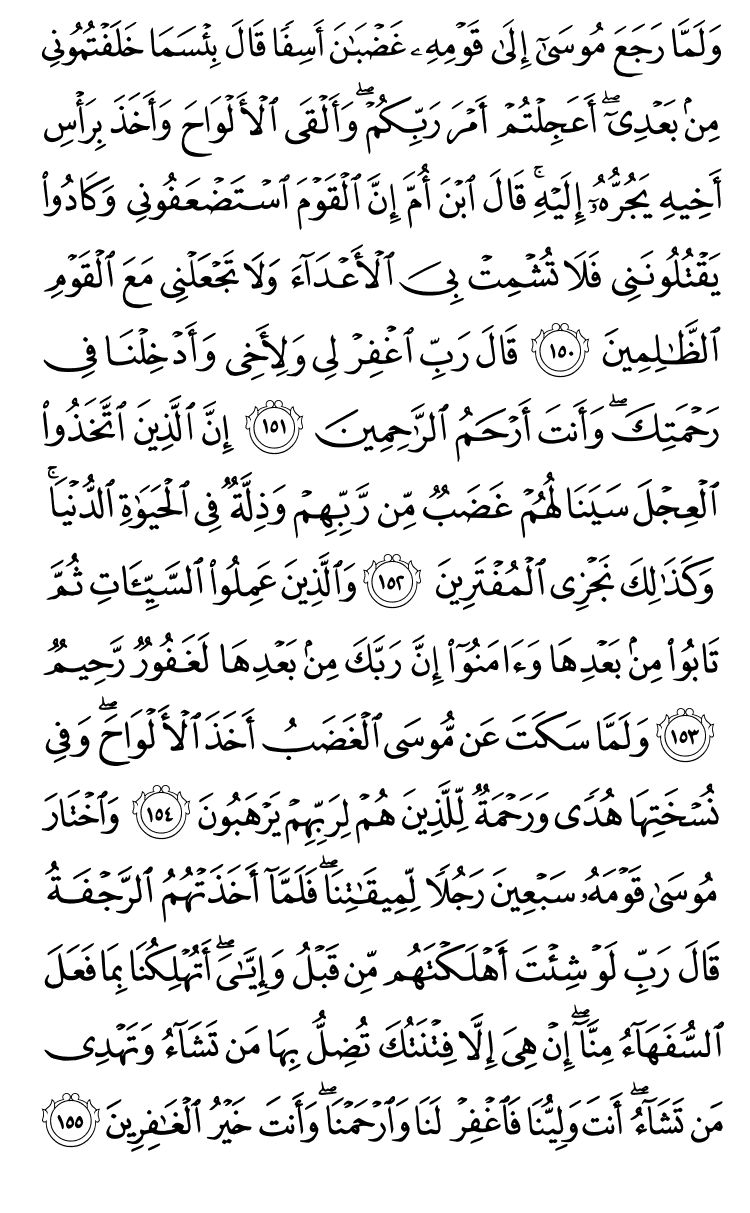 وَلَمَّا رَجَعَ مُوسَىٰٓ إِلَىٰ قَوْمِهِۦ غَضْبَٰنَ أَسِفًا قَالَ بِئْسَمَا خَلَفْتُمُونِي
مِنۢ بَعْدِيٓۖ أَعَجِلْتُمْ أَمْرَ رَبِّكُمْۖ وَأَلْقَى ٱلْأَلْوَاحَ وَأَخَذَ بِرَأْسِ
أَخِيهِ يَجُرُّهُۥٓ إِلَيْهِۚ قَالَ ٱبْنَ أُمَّ إِنَّ ٱلْقَوْمَ ٱسْتَضْعَفُونِي وَكَادُوا۟
يَقْتُلُونَنِي فَلَا تُشْمِتْ بِيَ ٱلْأَعْدَآءَ وَلَا تَجْعَلْنِي مَعَ ٱلْقَوْمِ
ٱلظَّٰلِمِينَ ١٥٠ قَالَ رَبِّ ٱغْفِرْ لِي وَلِأَخِي وَأَدْخِلْنَا فِي
رَحْمَتِكَۖ وَأَنتَ أَرْحَمُ ٱلرَّٰحِمِينَ ١٥١ إِنَّ ٱلَّذِينَ ٱتَّخَذُوا۟
ٱلْعِجْلَ سَيَنَالُهُمْ غَضَبٌ مِّن رَّبِّهِمْ وَذِلَّةٌ فِي ٱلْحَيَوٰةِ ٱلدُّنْيَاۚ
وَكَذَٰلِكَ نَجْزِي ٱلْمُفْتَرِينَ ١٥٢ وَٱلَّذِينَ عَمِلُوا۟ ٱلسَّيِّـَٔاتِ ثُمَّ
تَابُوا۟ مِنۢ بَعْدِهَا وَءَامَنُوٓا۟ إِنَّ رَبَّكَ مِنۢ بَعْدِهَا لَغَفُورٌ رَّحِيمٌ
١٥٣ وَلَمَّا سَكَتَ عَن مُّوسَى ٱلْغَضَبُ أَخَذَ ٱلْأَلْوَاحَۖ وَفِي
نُسْخَتِهَا هُدًى وَرَحْمَةٌ لِّلَّذِينَ هُمْ لِرَبِّهِمْ يَرْهَبُونَ ١٥٤ وَٱخْتَارَ
مُوسَىٰ قَوْمَهُۥ سَبْعِينَ رَجُلًا لِّمِيقَٰتِنَاۖ فَلَمَّآ أَخَذَتْهُمُ ٱلرَّجْفَةُ
قَالَ رَبِّ لَوْ شِئْتَ أَهْلَكْتَهُم مِّن قَبْلُ وَإِيَّٰيَۖ أَتُهْلِكُنَا بِمَا فَعَلَ
ٱلسُّفَهَآءُ مِنَّآۖ إِنْ هِيَ إِلَّا فِتْنَتُكَ تُضِلُّ بِهَا مَن تَشَآءُ وَتَهْدِي
مَن تَشَآءُۖ أَنتَ وَلِيُّنَا فَٱغْفِرْ لَنَا وَٱرْحَمْنَاۖ وَأَنتَ خَيْرُ ٱلْغَٰفِرِينَ ١٥٥